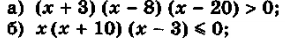 а) (x + 3) (x − 8) (x − 20) > 0;
б) x (x + 10) (x − 3) ⩽ 0;